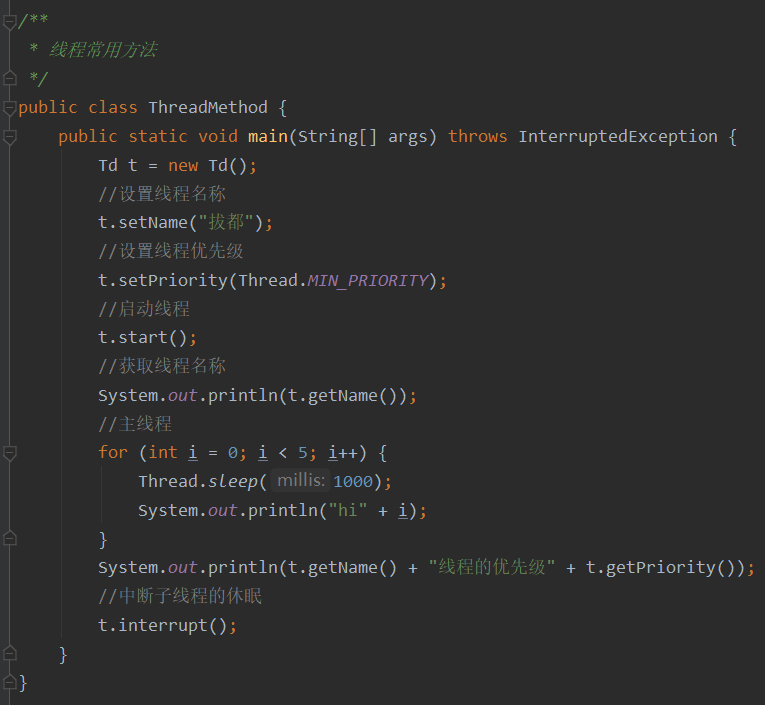 /**
 * 线程常用方法
 */
public class ThreadMethod {
    public static void main(String[] args) throws InterruptedException {
        Td t = new Td();
        //设置线程名称
        t.setName("拔都");
        //设置线程优先级
        t.setPriority(Thread.MIN_PRIORITY);
        //启动线程
        t.start();
        //获取线程名称
        System.out.println(t.getName());
        //主线程
        for (int i = 0; i < 5; i++) {
            Thread.sleep( millis: 1000);
            System.out.println("hi" + i);
        }
        System.out.println(t.getName() + "线程的优先级" + t.getPriority());
        //中断子线程的休眠
        t.interrupt();
    }
}